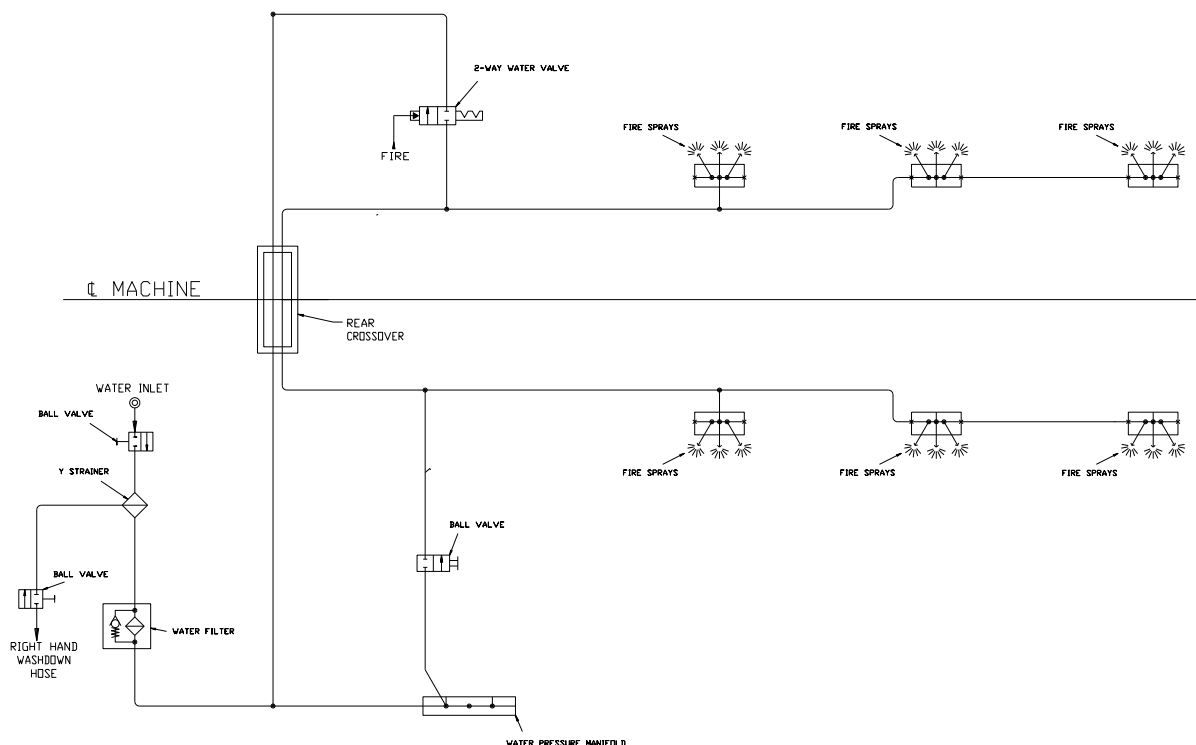 2-WAY WATER VALVE
FIRE
FIRE SPRAYS
FIRE SPRAYS
FIRE SPRAYS
℄ MACHINE
REAR
CROSSOVER
WATER INLET
BALL VALVE
Y STRAINER
FIRE SPRAYS
FIRE SPRAYS
FIRE SPRAYS
BALL VALVE
BALL VALVE
WATER FILTER
RIGHT HAND
WASHDOWN
HOSE
WATER PRESSURE MANIFOLD